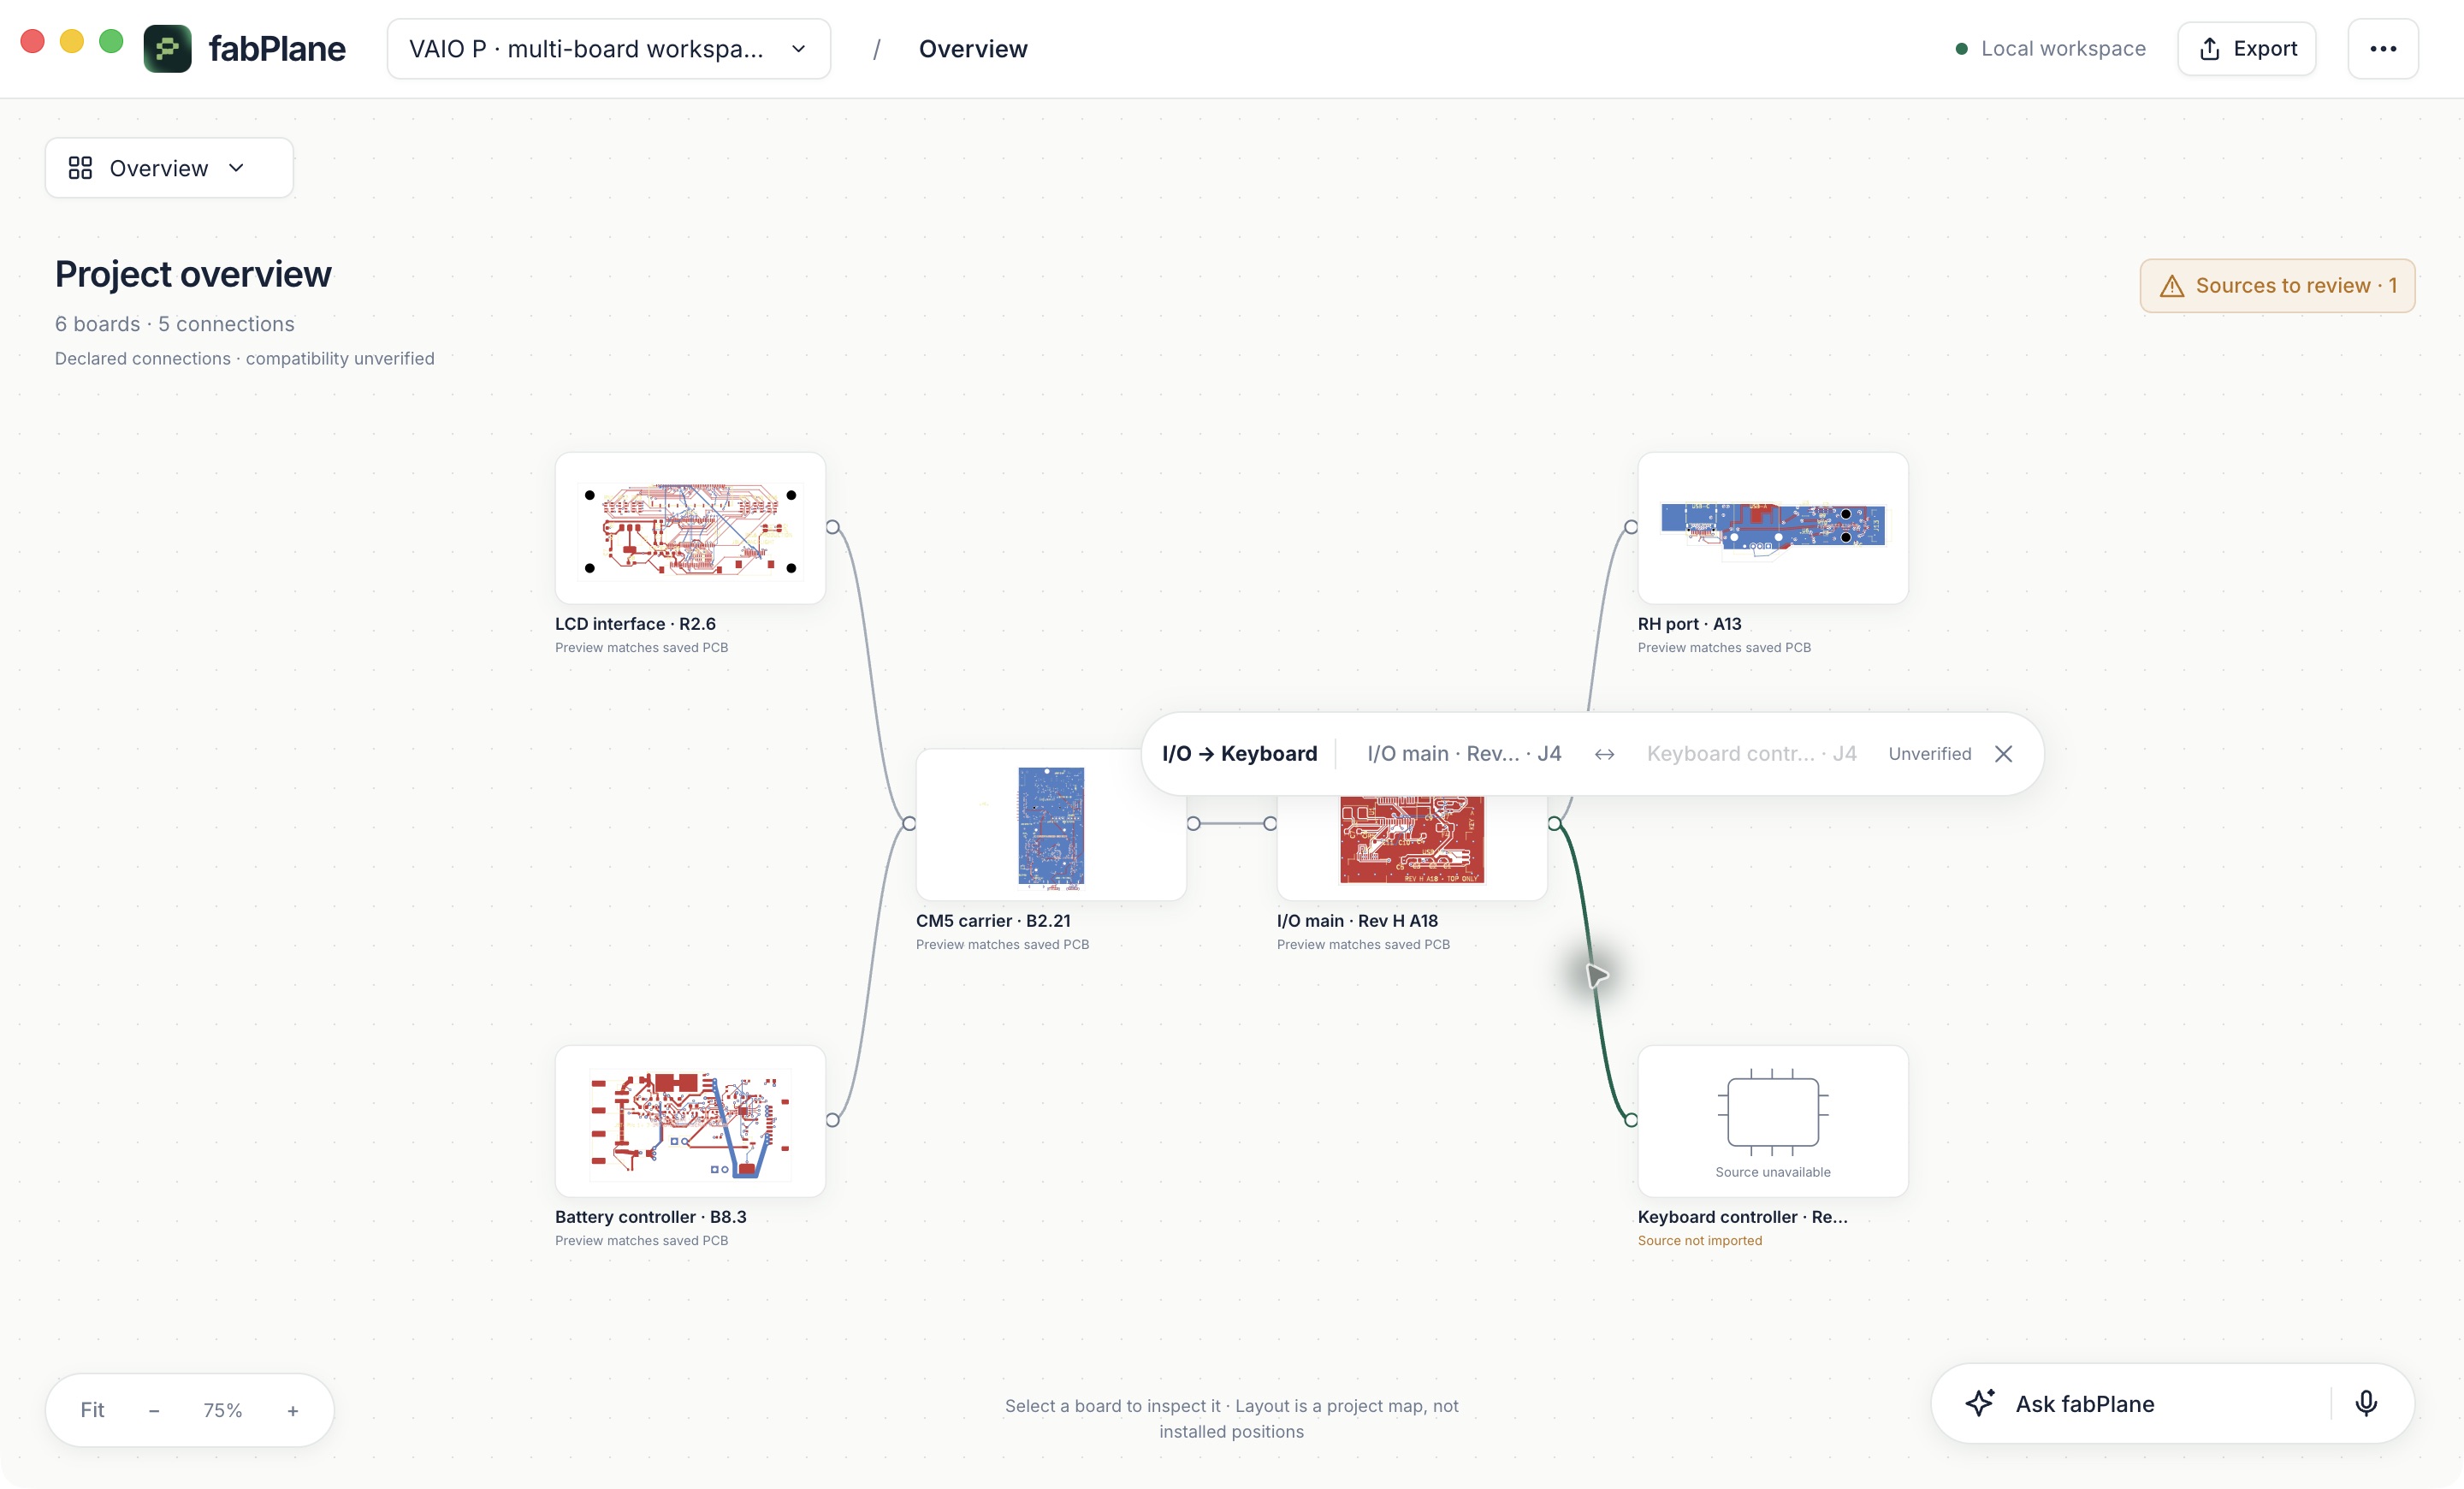 fabPlane
VAIO P · multi-board workspa...
/
Overview
Local workspace
Export
Overview
Project overview
6 boards · 5 connections
Declared connections · compatibility unverified
Sources to review · 1
LCD interface · R2.6
Preview matches saved PCB
RH port · A13
Preview matches saved PCB
I/O → Keyboard
I/O main · Rev... · J4
↔
Keyboard contr... · J4
Unverified
REV H A18 · TOP ONLY
CM5 carrier · B2.21
Preview matches saved PCB
I/O main · Rev H A18
Preview matches saved PCB
Source unavailable
Battery controller · B8.3
Preview matches saved PCB
Keyboard controller · Re...
Source not imported
Fit
−
75%
+
Select a board to inspect it · Layout is a project map, not
installed positions
Ask fabPlane